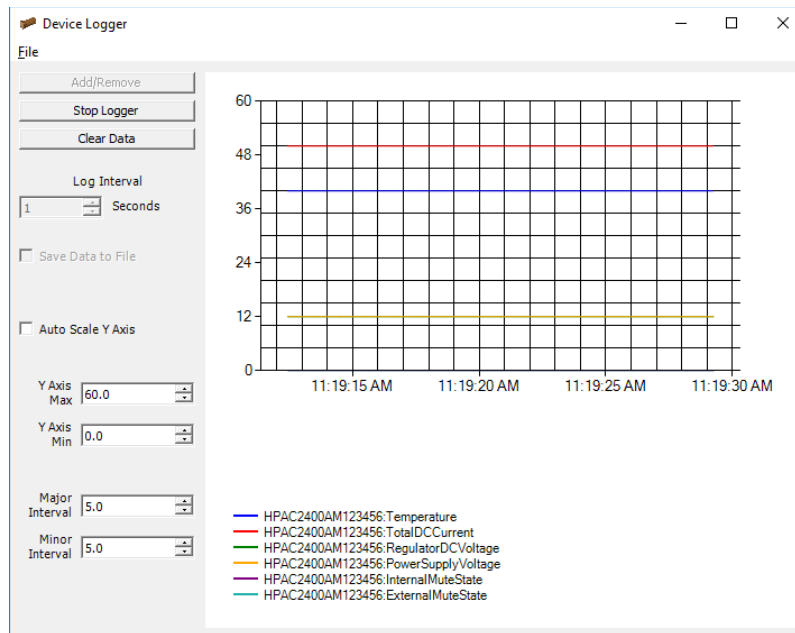 Device Logger
File
Add/Remove
Stop Logger
Clear Data
Log Interval
1 Seconds
Save Data to File
Auto Scale Y Axis
Y Axis
Max 60.0
Y Axis
Min 0.0
Major
Interval 5.0
Minor
Interval 5.0
60
48
36
24
12
0
11:19:15 AM 11:19:20 AM 11:19:25 AM 11:19:30 AM
HPAC2400AM123456:Temperature
HPAC2400AM123456:TotalDCCurrent
HPAC2400AM123456:RegulatorDCVoltage
HPAC2400AM123456:PowerSupplyVoltage
HPAC2400AM123456:InternalMuteState
HPAC2400AM123456:ExternalMuteState